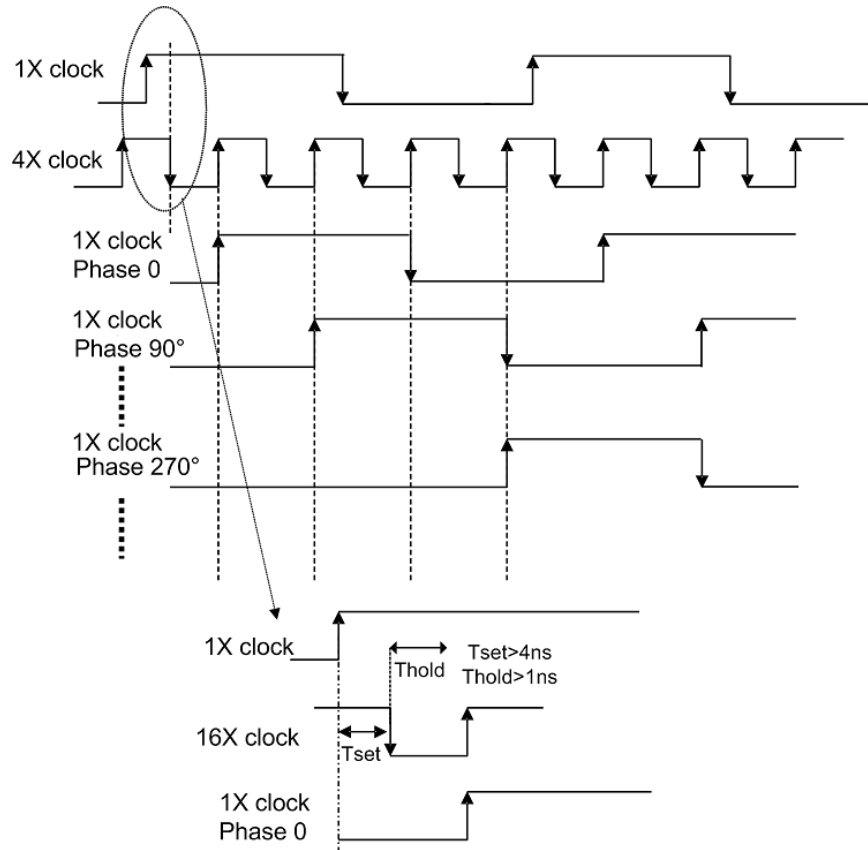 1X clock
4X clock
1X clock
Phase 0
1X clock
Phase 90°
1X clock
Phase 270°
1X clock
Thold
Tset>4ns
Thold>1ns
16X clock
Tset
1X clock
Phase 0